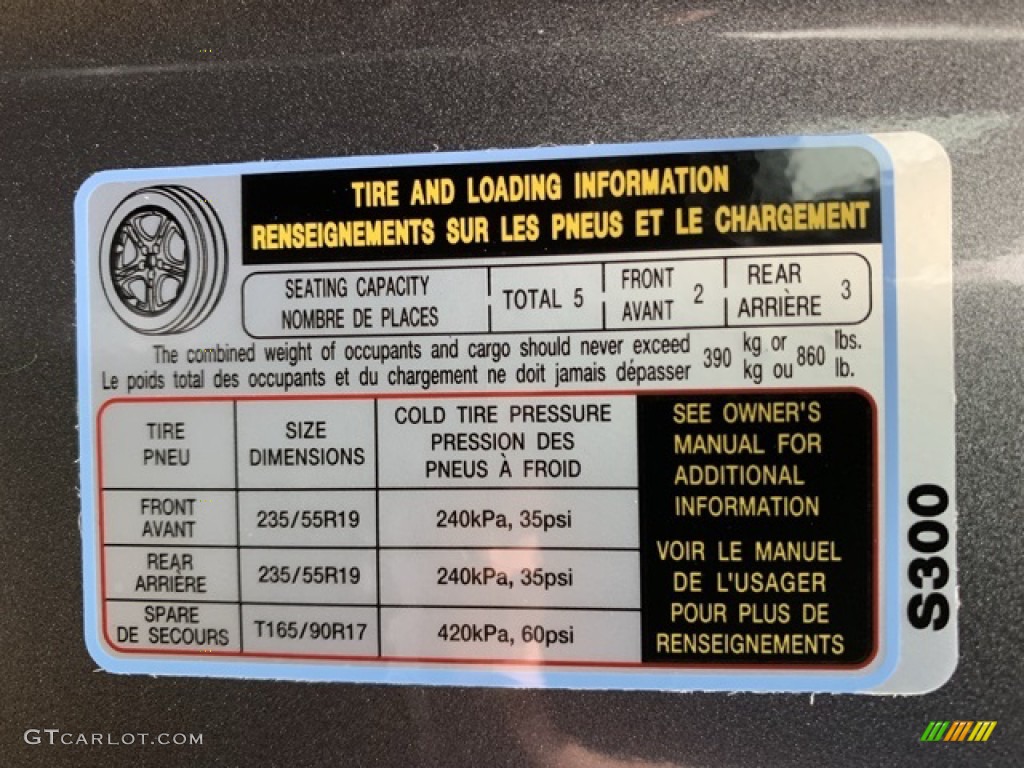 TIRE AND LOADING INFORMATION
RENSEIGNEMENTS SUR LES PNEUS ET LE CHARGEMENT
SEATING CAPACITY
NOMBRE DE PLACES
TOTAL 5
FRONT
AVANT
2
REAR
ARRIÈRE
3
The combined weight of occupants and cargo should never exceed 390 kg or 860 lbs.
Le poids total des occupants et du chargement ne doit jamais dépasser kg ou lb.
TIRE
PNEU
SIZE
DIMENSIONS
COLD TIRE PRESSURE
PRESSION DES
PNEUS À FROID
FRONT
AVANT
235/55R19
240kPa, 35psi
REAR
ARRIÈRE
235/55R19
240kPa, 35psi
SPARE
DE SECOURS
T165/90R17
420kPa, 60psi
SEE OWNER'S
MANUAL FOR
ADDITIONAL
INFORMATION
VOIR LE MANUEL
DE L'USAGER
POUR PLUS DE
RENSEIGNEMENTS
S300
GTCARLOT.COM